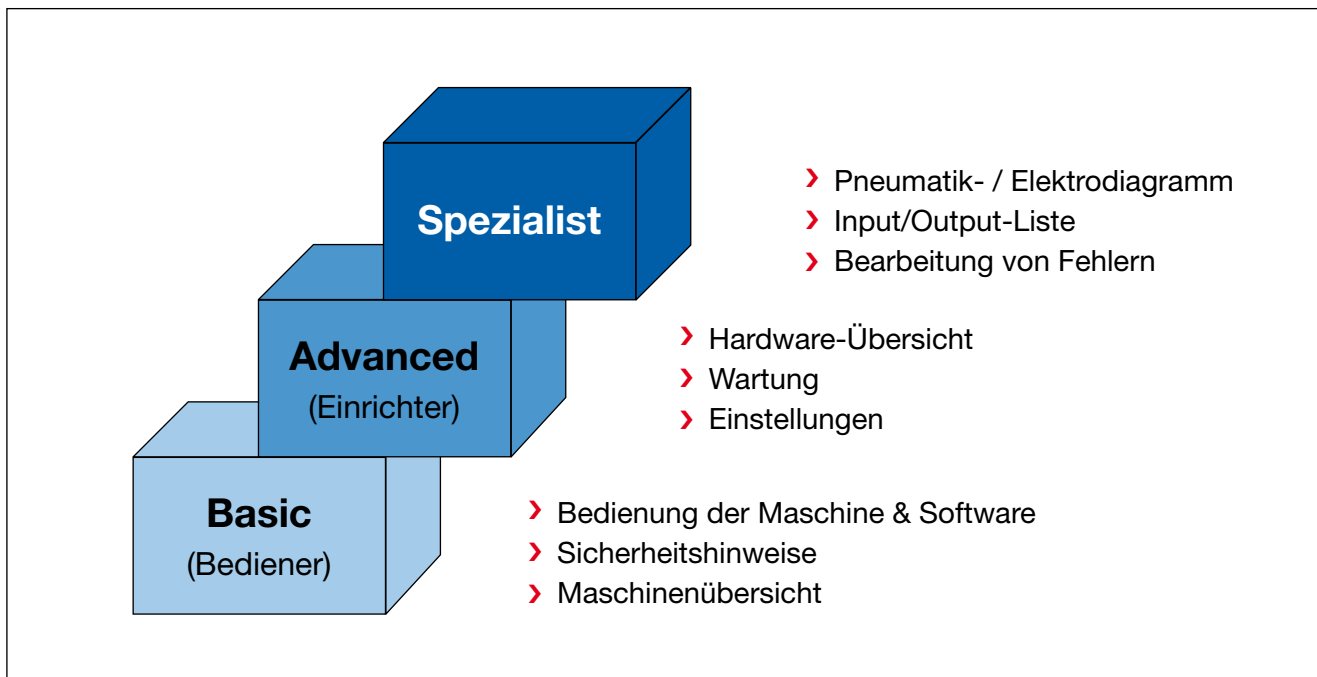 Spezialist
Pneumatik- / Elektrodiagramm
Input/Output-Liste
Bearbeitung von Fehlern
Advanced
(Einrichter)
Hardware-Übersicht
Wartung
Einstellungen
Basic
(Bediener)
Bedienung der Maschine & Software
Sicherheitshinweise
Maschinenübersicht